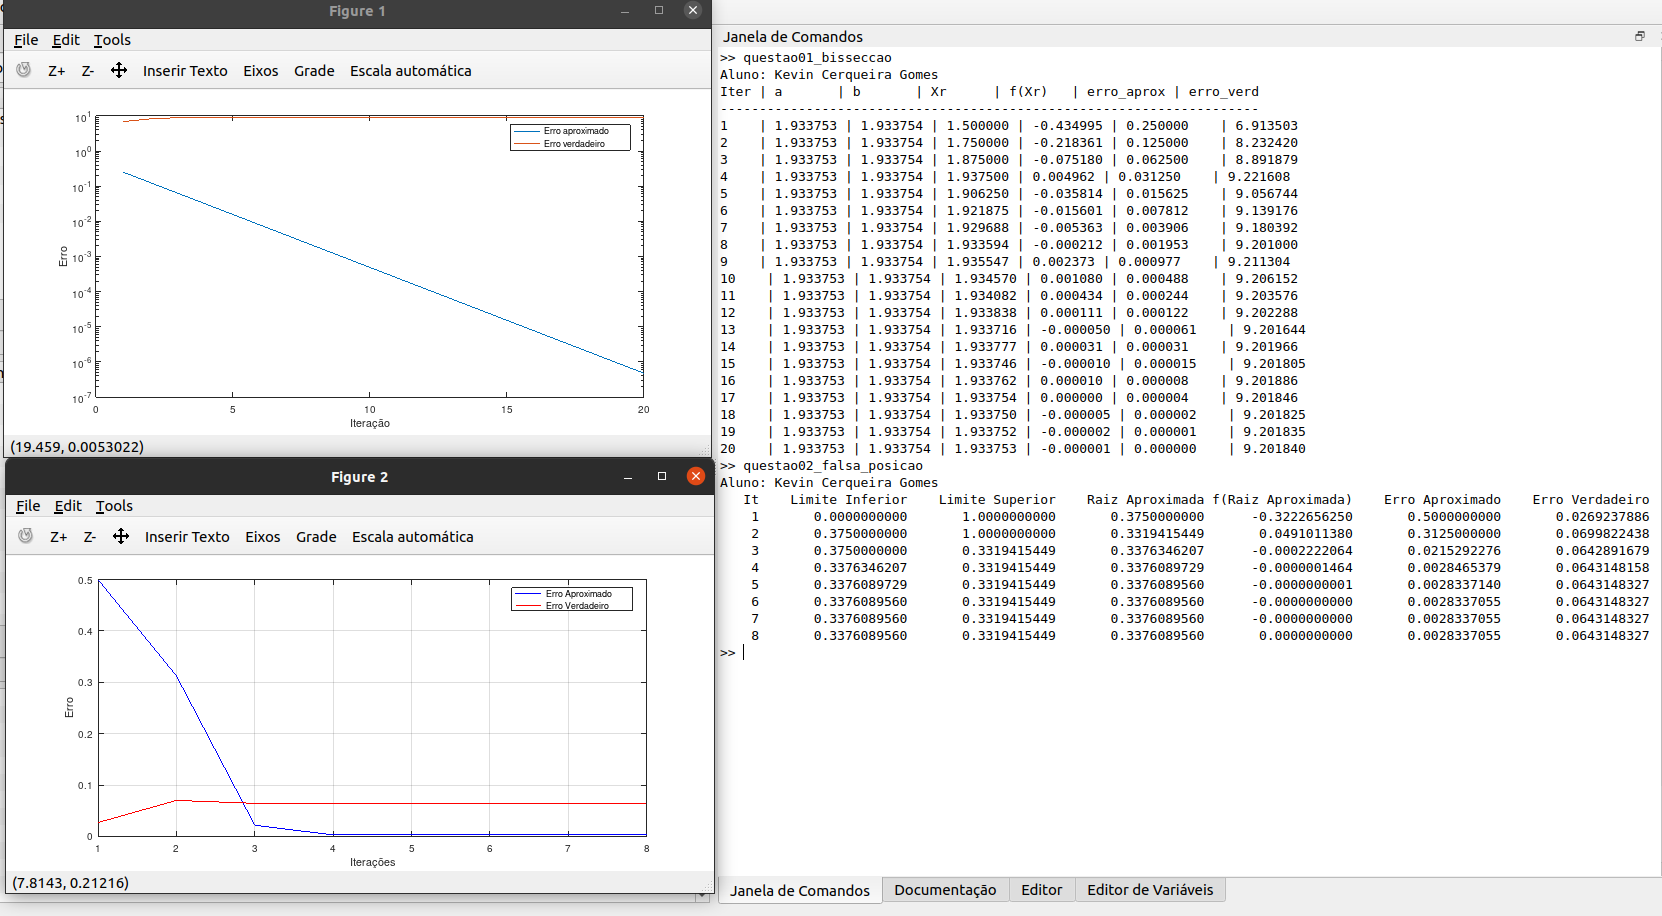 Figure 1
File Edit Tools
Z+ Z- Inserir Texto Eixos Grade Escala automática
10^1
10^0
10^-1
10^-2
10^-3
10^-4
10^-5
10^-6
10^-7
Erro
Erro aproximado
Erro verdadeiro
0 5 10 15 20
Iteração
(19.459, 0.0053022)
Figure 2
File Edit Tools
Z+ Z- Inserir Texto Eixos Grade Escala automática
0.5
0.4
0.3
0.2
0.1
0
Erro
Erro Aproximado
Erro Verdadeiro
1 2 3 4 5 6 7 8
Iterações
(7.8143, 0.21216)
Janela de Comandos
>> questao01_bisseccao
Aluno: Kevin Cerqueira Gomes
Iter | a | b | Xr | f(Xr) | erro_aprox | erro_verd
---------------------------------------------------------------------
1 | 1.933753 | 1.933754 | 1.500000 | -0.434995 | 0.250000 | 6.913503
2 | 1.933753 | 1.933754 | 1.750000 | -0.218361 | 0.125000 | 8.232420
3 | 1.933753 | 1.933754 | 1.875000 | -0.075180 | 0.062500 | 8.891879
4 | 1.933753 | 1.933754 | 1.937500 | 0.004962 | 0.031250 | 9.221608
5 | 1.933753 | 1.933754 | 1.906250 | -0.035814 | 0.015625 | 9.056744
6 | 1.933753 | 1.933754 | 1.921875 | -0.015601 | 0.007812 | 9.139176
7 | 1.933753 | 1.933754 | 1.929688 | -0.005363 | 0.003906 | 9.180392
8 | 1.933753 | 1.933754 | 1.933594 | -0.000212 | 0.001953 | 9.201000
9 | 1.933753 | 1.933754 | 1.935547 | 0.002373 | 0.000977 | 9.211304
10 | 1.933753 | 1.933754 | 1.934570 | 0.001080 | 0.000488 | 9.206152
11 | 1.933753 | 1.933754 | 1.934082 | 0.000434 | 0.000244 | 9.203576
12 | 1.933753 | 1.933754 | 1.933838 | 0.000111 | 0.000122 | 9.202288
13 | 1.933753 | 1.933754 | 1.933716 | -0.000050 | 0.000061 | 9.201644
14 | 1.933753 | 1.933754 | 1.933777 | 0.000031 | 0.000031 | 9.201966
15 | 1.933753 | 1.933754 | 1.933746 | -0.000010 | 0.000015 | 9.201805
16 | 1.933753 | 1.933754 | 1.933762 | 0.000010 | 0.000008 | 9.201886
17 | 1.933753 | 1.933754 | 1.933754 | 0.000000 | 0.000004 | 9.201846
18 | 1.933753 | 1.933754 | 1.933750 | -0.000005 | 0.000002 | 9.201825
19 | 1.933753 | 1.933754 | 1.933752 | -0.000002 | 0.000001 | 9.201835
20 | 1.933753 | 1.933754 | 1.933753 | -0.000001 | 0.000000 | 9.201840
>> questao02_falsa_posicao
Aluno: Kevin Cerqueira Gomes
It Limite Inferior Limite Superior Raiz Aproximada f(Raiz Aproximada) Erro Aproximado Erro Verdadeiro
1 0.0000000000 1.0000000000 0.3750000000 -0.3222656250 0.5000000000 0.0269237886
2 0.3750000000 1.0000000000 0.3319415449 0.0491011380 0.3125000000 0.0699822438
3 0.3750000000 0.3319415449 0.3376346207 -0.0002222064 0.0215292276 0.0642891679
4 0.3376346207 0.3319415449 0.3376089729 -0.0000001464 0.0028465379 0.0643148158
5 0.3376089729 0.3319415449 0.3376089560 -0.0000000001 0.0028337140 0.0643148327
6 0.3376089560 0.3319415449 0.3376089560 -0.0000000000 0.0028337055 0.0643148327
7 0.3376089560 0.3319415449 0.3376089560 -0.0000000000 0.0028337055 0.0643148327
8 0.3376089560 0.3319415449 0.3376089560 0.0000000000 0.0028337055 0.0643148327
>>
Janela de Comandos Documentação Editor Editor de Variáveis